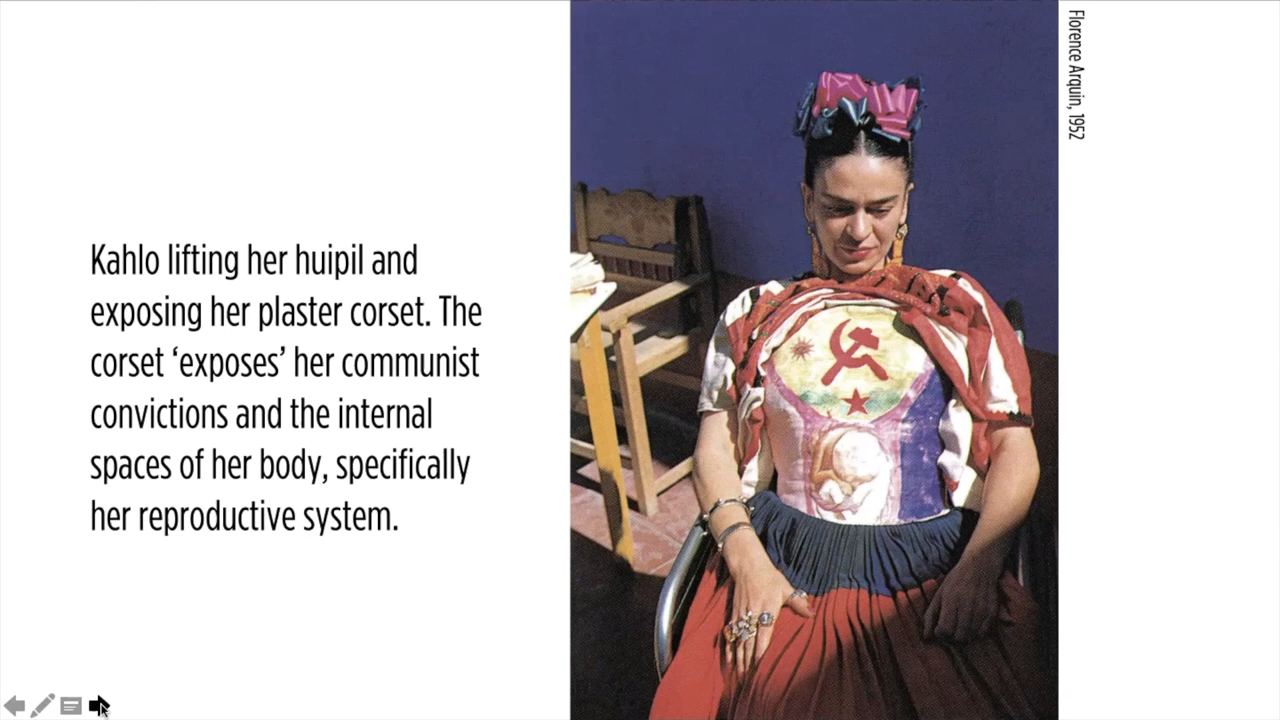 Kahlo lifting her huipil and
exposing her plaster corset. The
corset ‘exposes’ her communist
convictions and the internal
spaces of her body, specifically
her reproductive system.
Florence Arquin, 1952